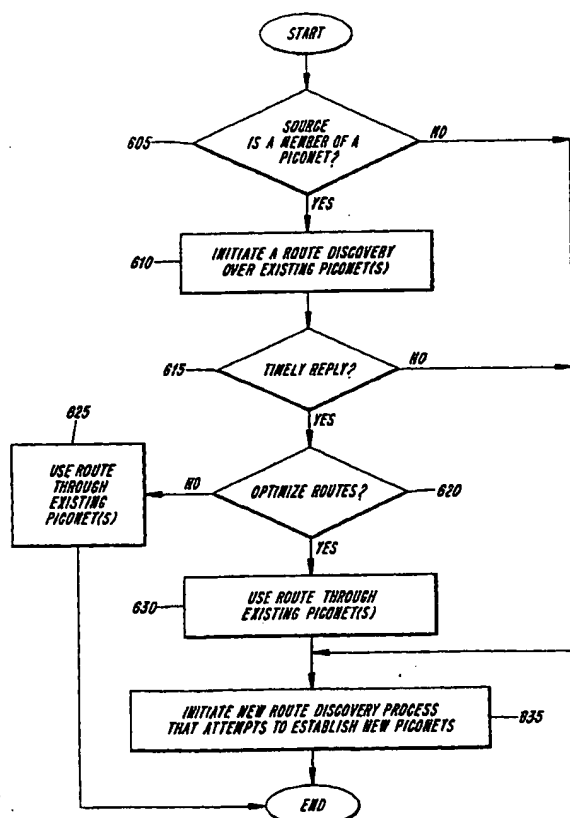 START
605
SOURCE
IS A MEMBER OF A
PICONET?
NO
YES
610
INITIATE A ROUTE DISCOVERY
OVER EXISTING PICONET(S)
615
TIMELY REPLY?
NO
YES
625
USE ROUTE
THROUGH
EXISTING
PICONET(S)
NO
OPTIMIZE ROUTES?
620
YES
630
USE ROUTE THROUGH
EXISTING PICONET(S)
INITIATE NEW ROUTE DISCOVERY PROCESS
THAT ATTEMPTS TO ESTABLISH NEW PICONETS
635
END